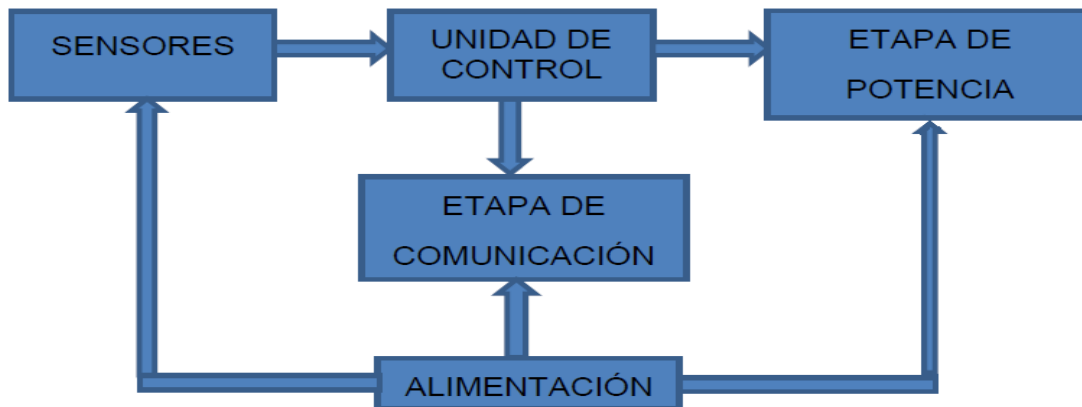 SENSORES
UNIDAD DE
CONTROL
ETAPA DE
POTENCIA
ETAPA DE
COMUNICACIÓN
ALIMENTACIÓN